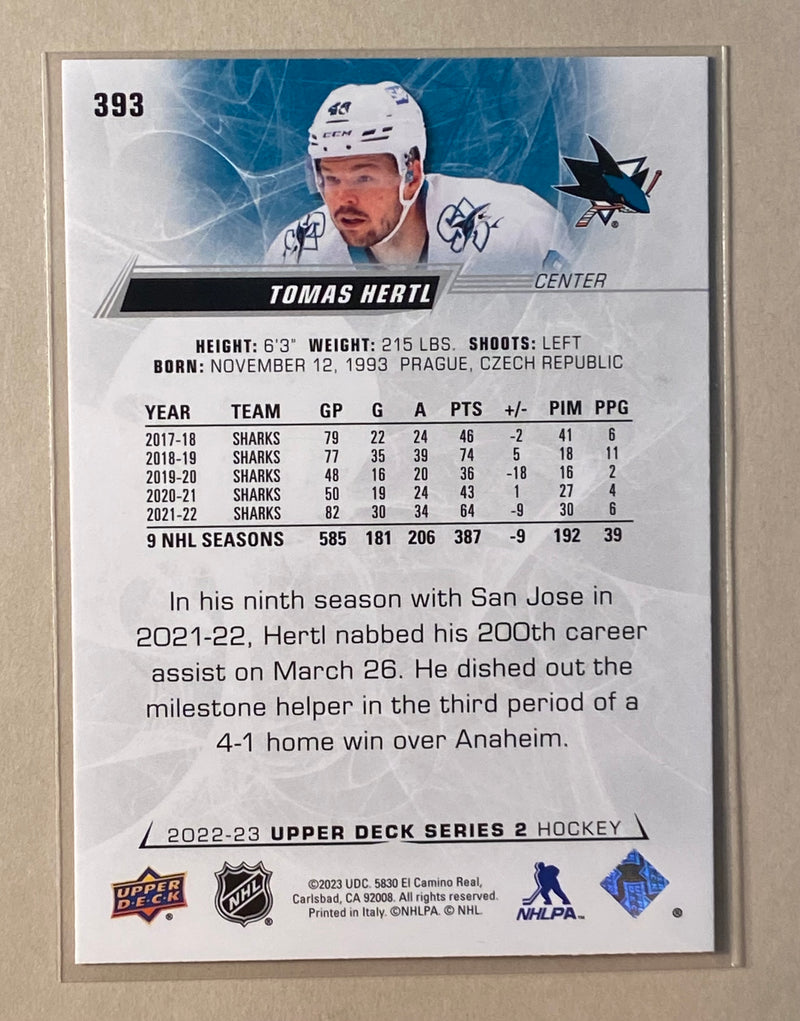 393
48
CCM
TOMAS HERTL
CENTER
HEIGHT: 6'3" WEIGHT: 215 LBS. SHOOTS: LEFT
BORN: NOVEMBER 12, 1993 PRAGUE, CZECH REPUBLIC
YEAR TEAM GP G A PTS +/- PIM PPG
2017-18 SHARKS 79 22 24 46 -2 41 6
2018-19 SHARKS 77 35 39 74 5 18 11
2019-20 SHARKS 48 16 20 36 -18 16 2
2020-21 SHARKS 50 19 24 43 1 27 4
2021-22 SHARKS 82 30 34 64 -9 30 6
9 NHL SEASONS 585 181 206 387 -9 192 39
In his ninth season with San Jose in
2021-22, Hertl nabbed his 200th career
assist on March 26. He dished out the
milestone helper in the third period of a
4-1 home win over Anaheim.
2022-23 UPPER DECK SERIES 2 HOCKEY
UPPER
D•E•C•K ®
NHL ®
©2023 UDC. 5830 El Camino Real,
Carlsbad, CA 92008. All rights reserved.
Printed in Italy. ©NHLPA. © NHL.
NHLPA™
®